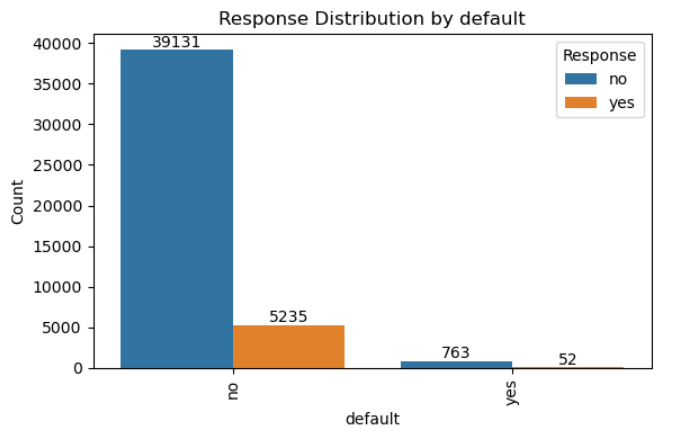 Response Distribution by default
40000
35000
30000
25000
20000
15000
10000
5000
0
Count
39131
5235
763
52
Response
no
yes
no
yes
default